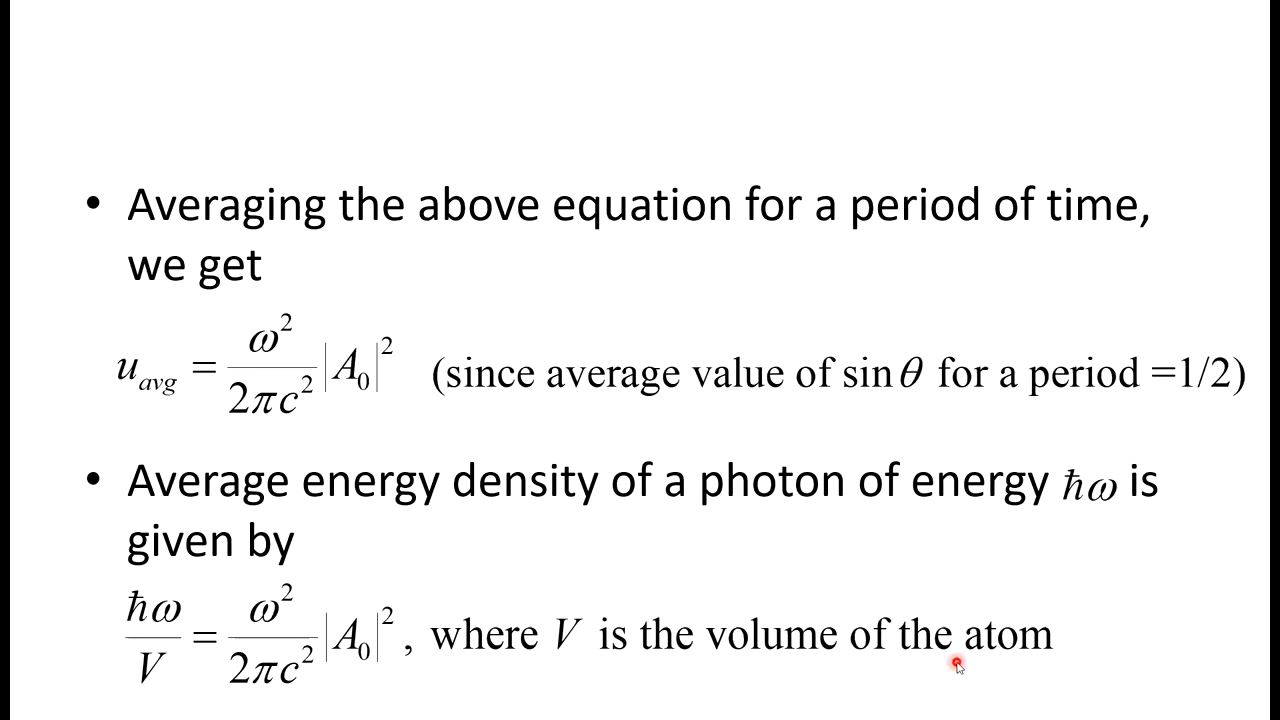 • Averaging the above equation for a period of time,
we get
u_avg = ω²/2πc² |A₀|² (since average value of sin θ for a period =1/2)
• Average energy density of a photon of energy ħω is
given by
ħω/V = ω²/2πc² |A₀|² , where V is the volume of the atom